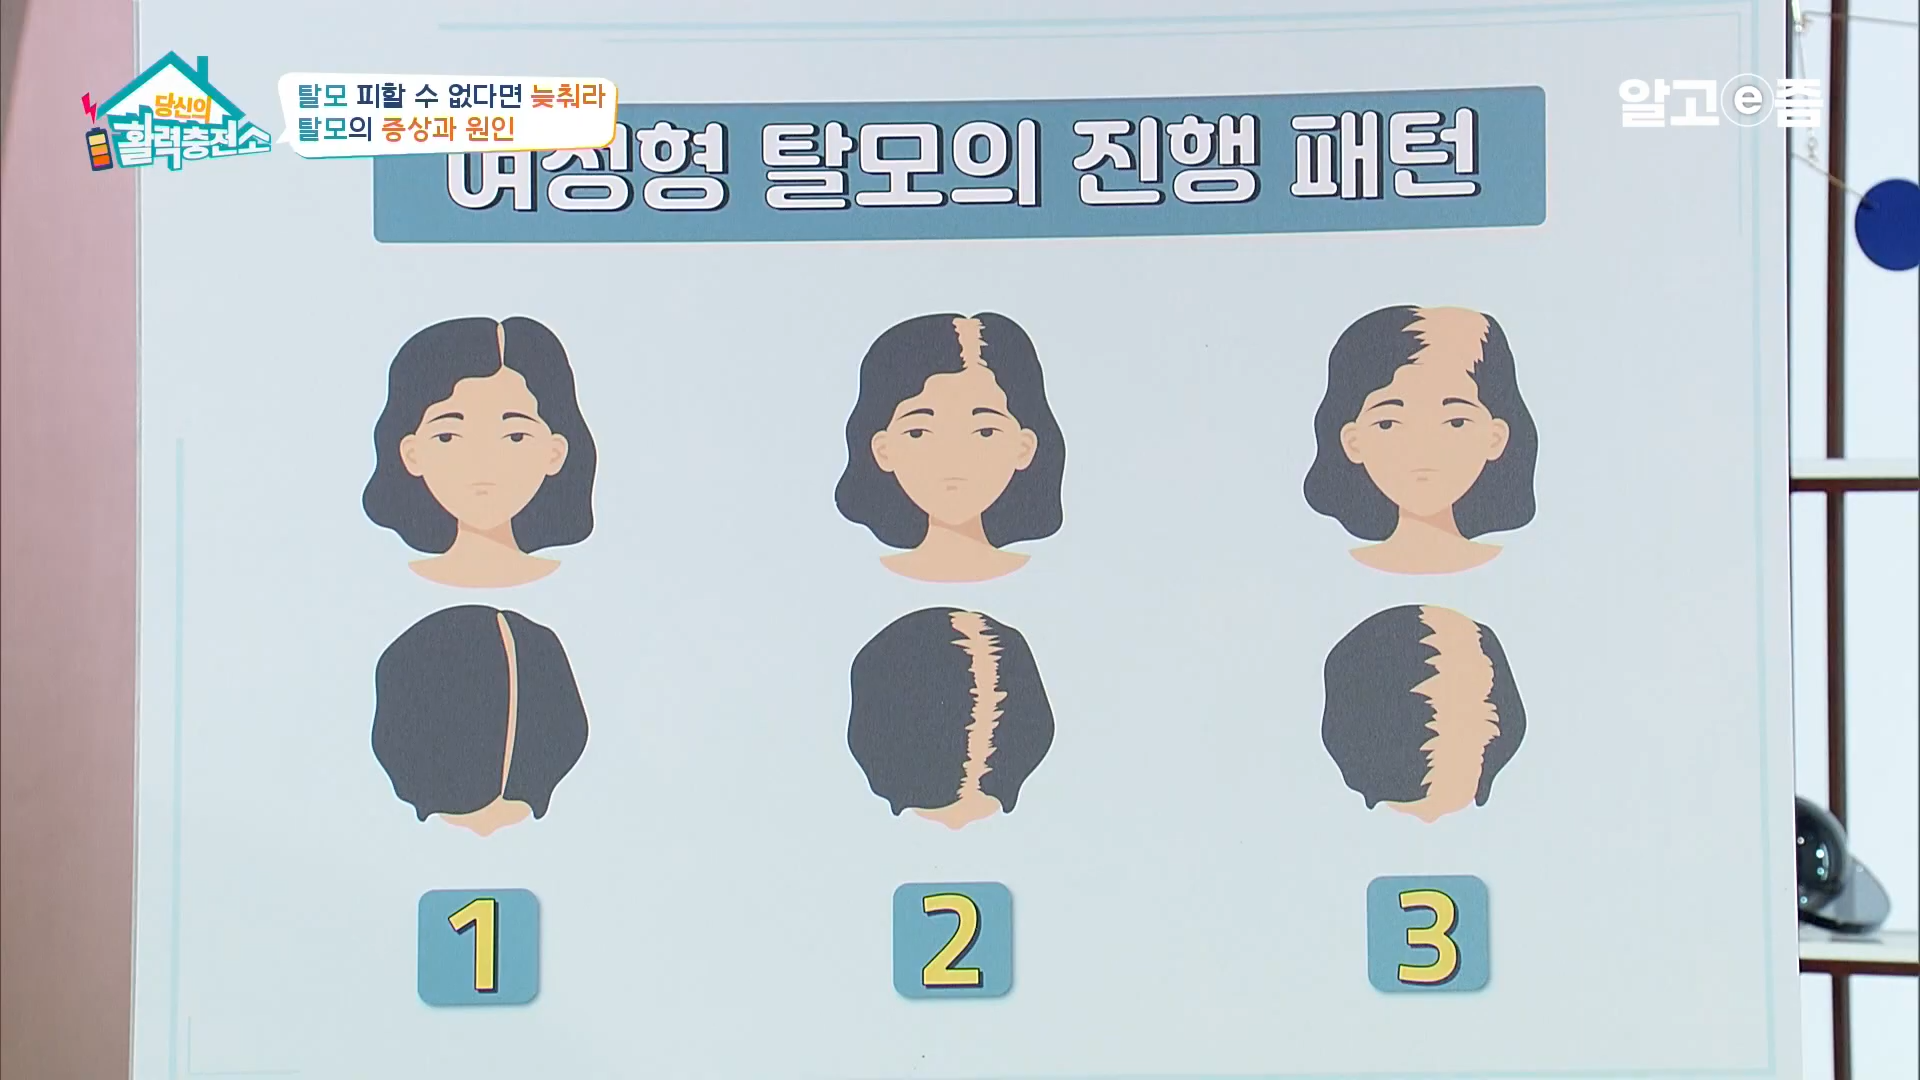 당신의
활력충전소
탈모 피할 수 없다면 늦춰라
탈모의 증상과 원인
알고e즘
여성형 탈모의 진행 패턴
1
2
3